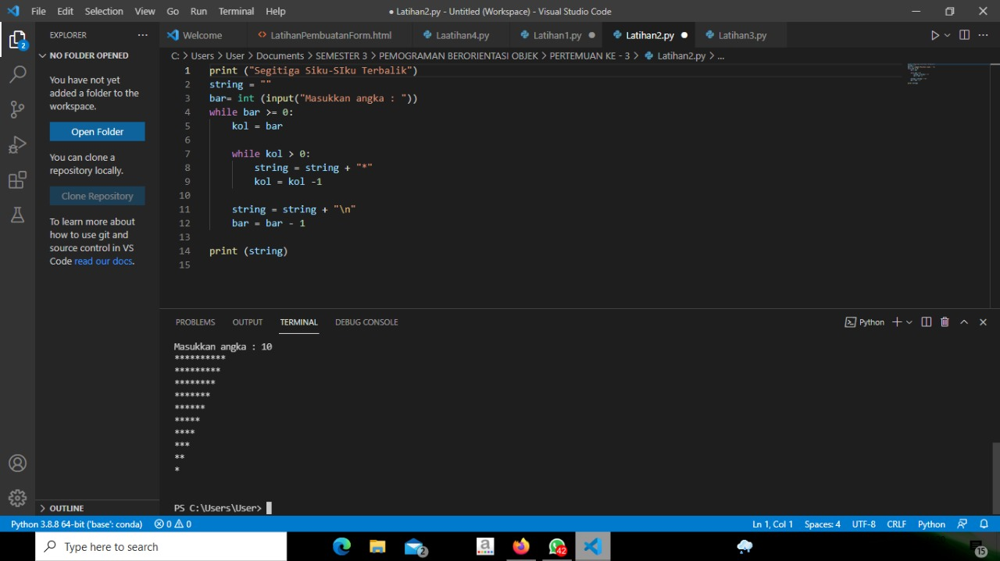 File Edit Selection View Go Run Terminal Help
● Latihan2.py - Untitled (Workspace) - Visual Studio Code
EXPLORER
Welcome
LatihanPembuatanForm.html
Laatihan4.py
Latihan1.py ●
Latihan2.py ●
Latihan3.py
2
NO FOLDER OPENED
C: > Users > User > Documents > SEMESTER 3 > PEMOGRAMAN BERORIENTASI OBJEK > PERTEMUAN KE - 3 > Latihan2.py > ...
You have not yet
added a folder to the
workspace.
Open Folder
You can clone a
repository locally.
Clone Repository
To learn more about
how to use git and
source control in VS
Code read our docs.
OUTLINE
1 print ("Segitiga Siku-SIku Terbalik")
2 string = ""
3 bar= int (input("Masukkan angka : "))
4 while bar >= 0:
5     kol = bar
6
7     while kol > 0:
8         string = string + "*"
9         kol = kol -1
10
11     string = string + "\n"
12     bar = bar - 1
13
14 print (string)
15
PROBLEMS OUTPUT TERMINAL DEBUG CONSOLE
Python
Masukkan angka : 10
**********
*********
********
*******
******
*****
****
***
**
*
PS C:\Users\User>
Python 3.8.8 64-bit ('base': conda) 0 0
Ln 1, Col 1 Spaces: 4 UTF-8 CRLF Python
Type here to search
2
a
42
15